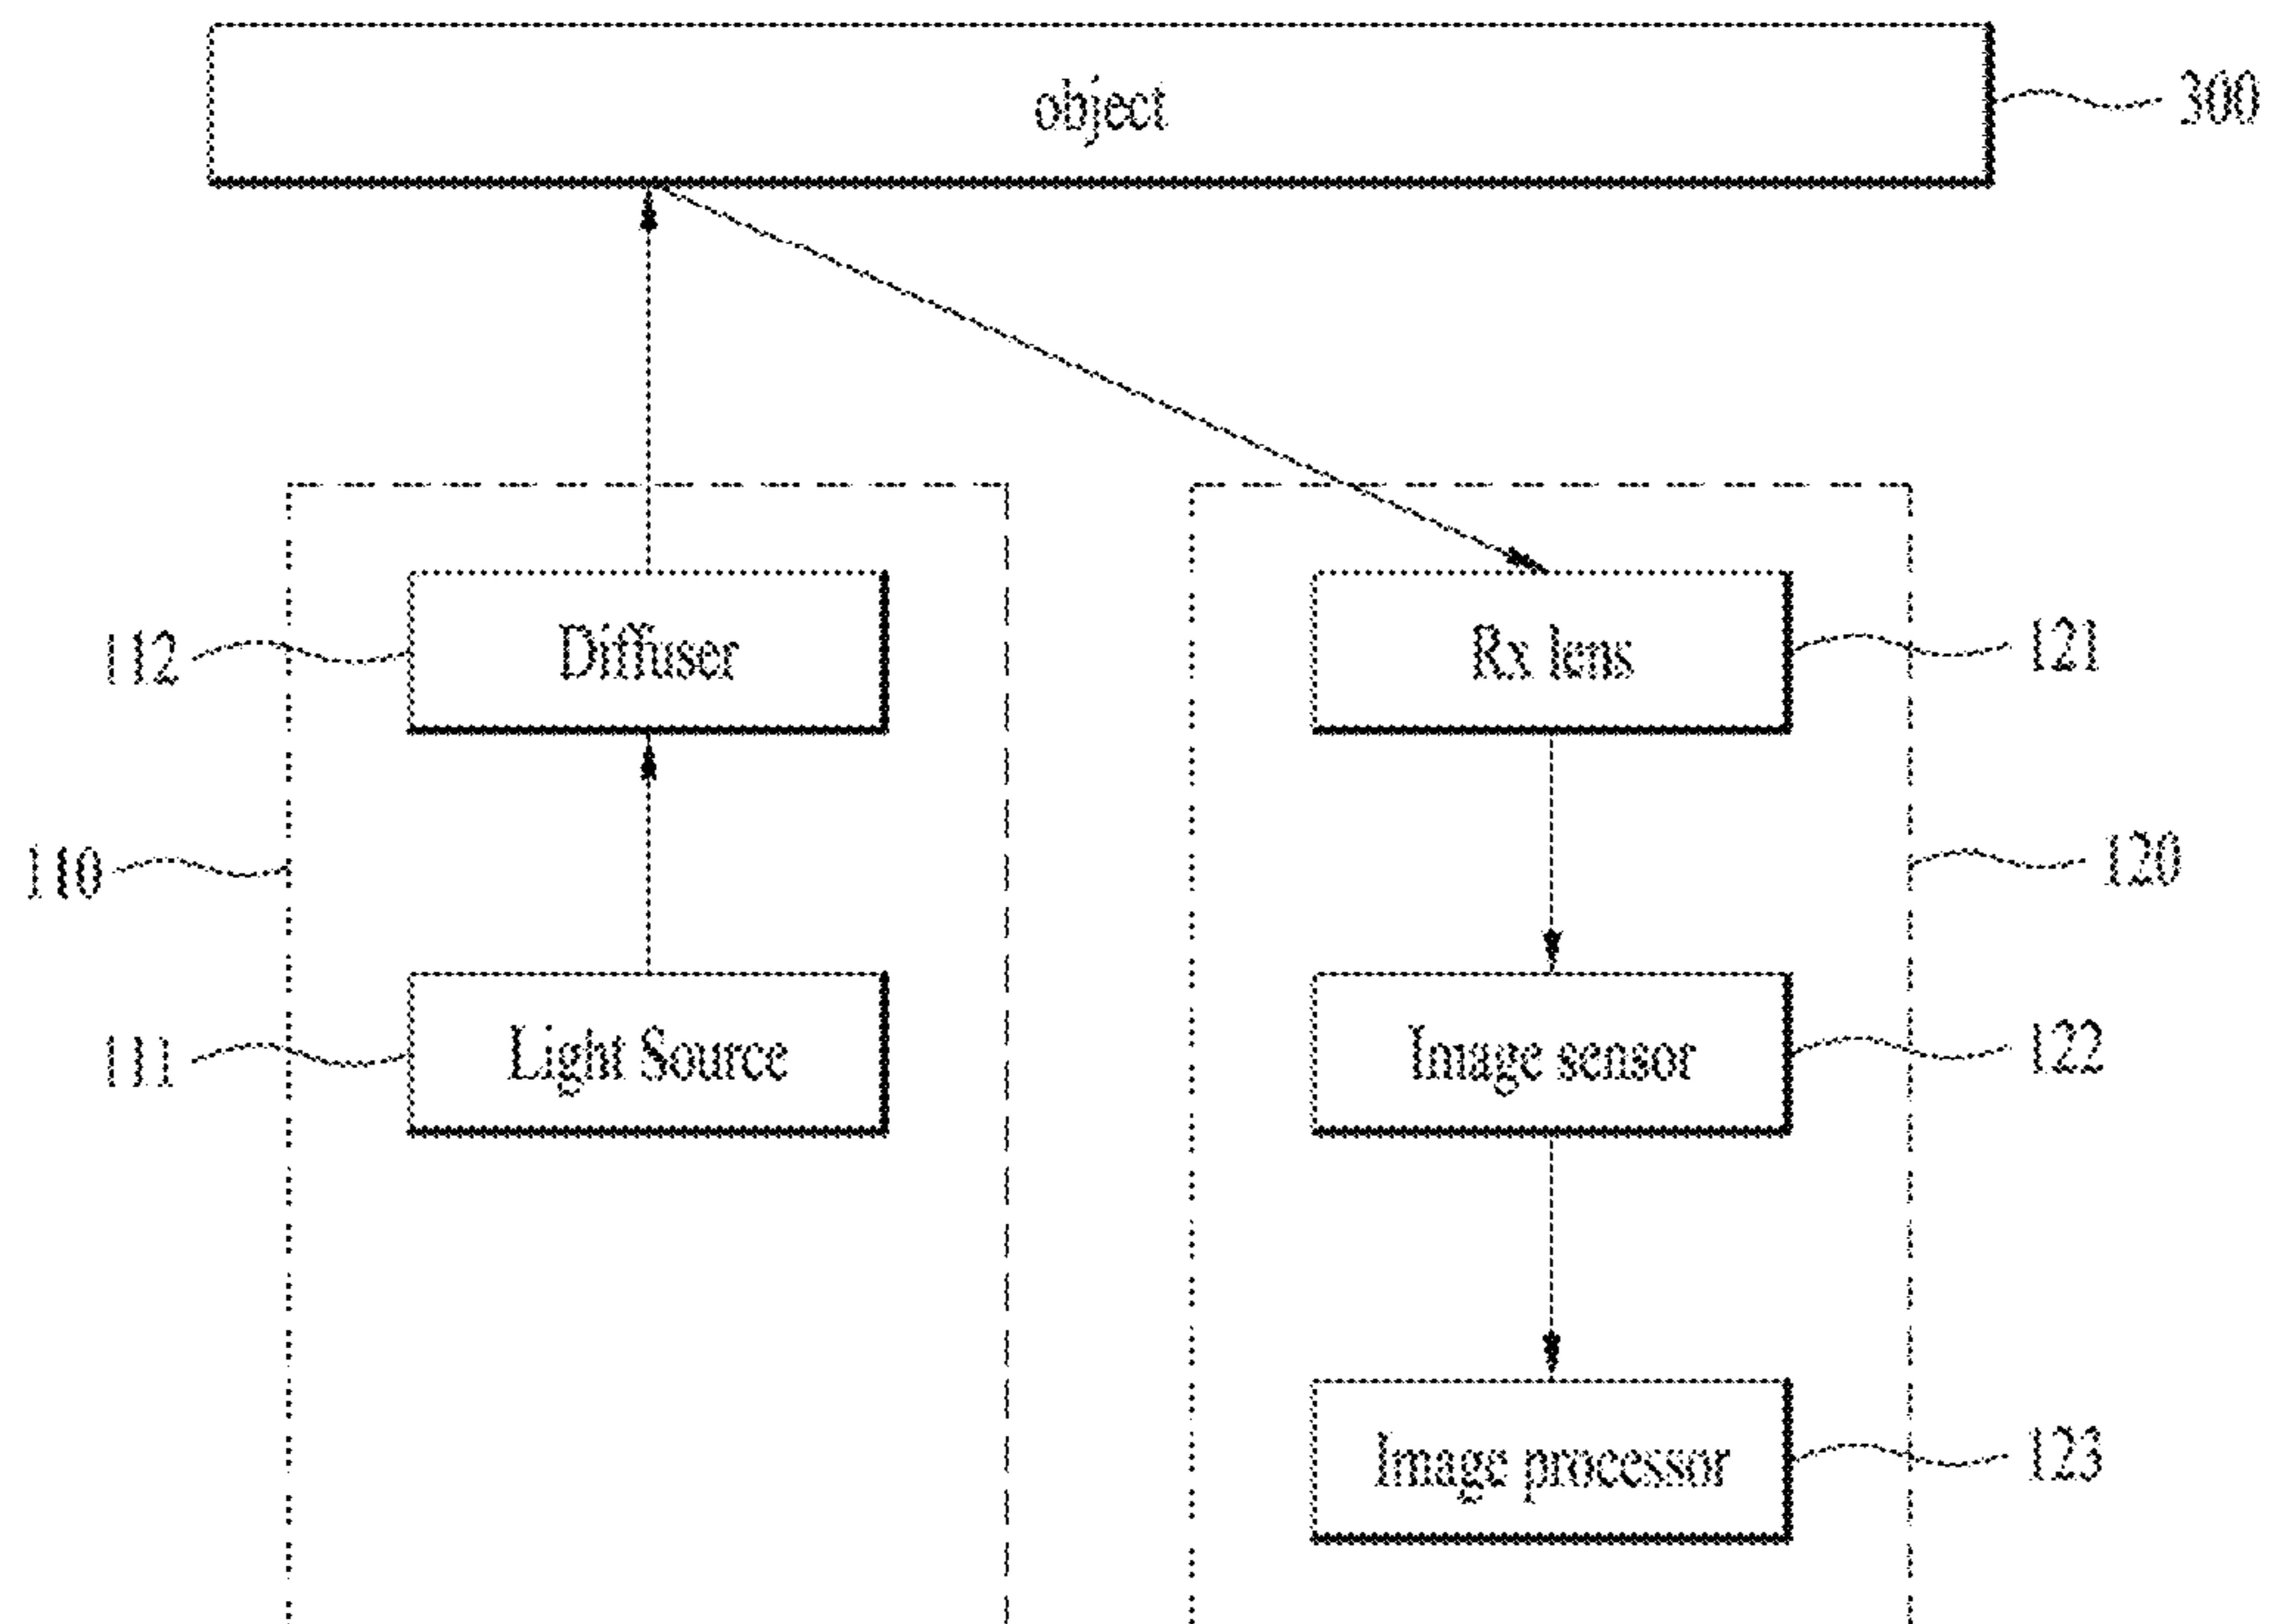 object
300
112
Diffuser
Rx lens
121
110
120
111
Light Source
Image sensor
122
Image processor
123